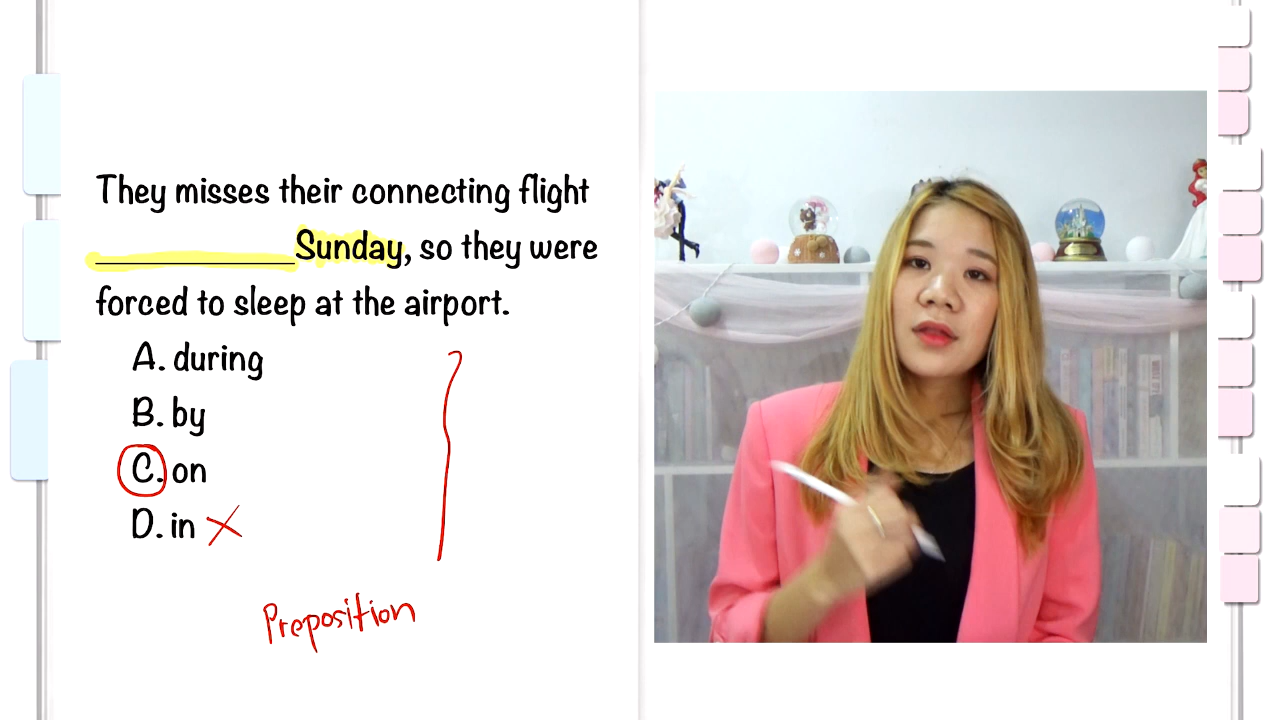 They misses their connecting flight
____________Sunday, so they were
forced to sleep at the airport.
A. during
B. by
C. on
D. in
Preposition